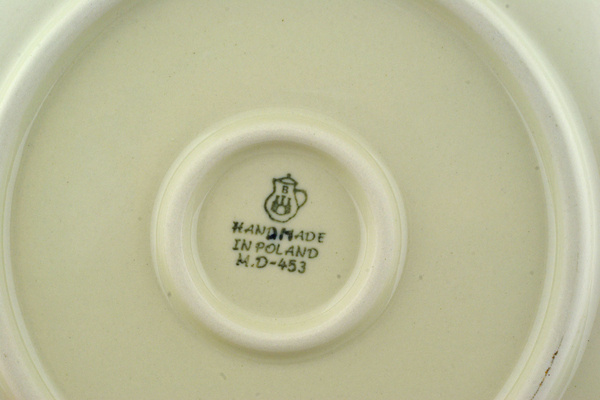 B
HANDMADE
IN POLAND
M.D-453